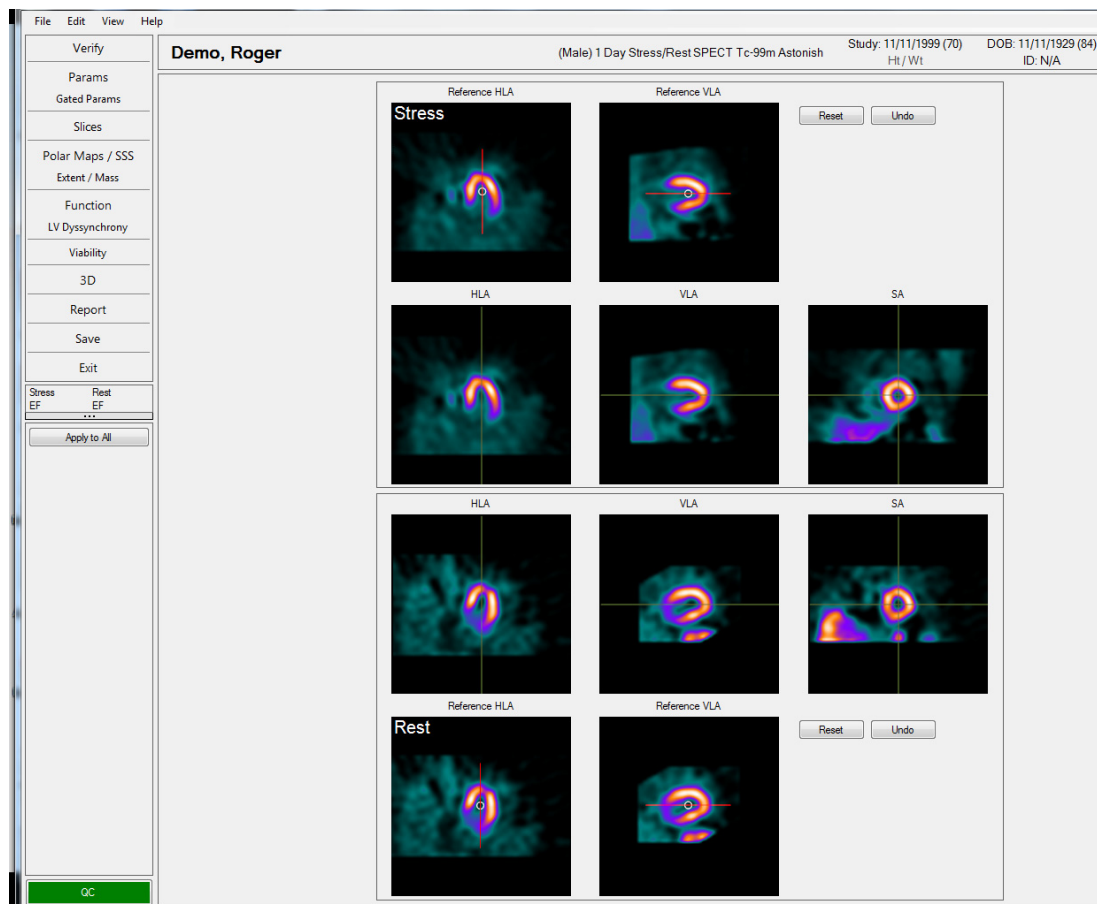 File Edit View Help
Verify
Params
Gated Params
Slices
Polar Maps / SSS
Extent / Mass
Function
LV Dyssynchrony
Viability
3D
Report
Save
Exit
Stress Rest
EF EF
...
Apply to All
QC
Demo, Roger
(Male) 1 Day Stress/Rest SPECT Tc-99m Astonish
Study: 11/11/1999 (70) DOB: 11/11/1929 (84)
Ht / Wt ID: N/A
Reference HLA Reference VLA
Stress
Reset Undo
HLA VLA SA
HLA VLA SA
Reference HLA Reference VLA
Rest
Reset Undo